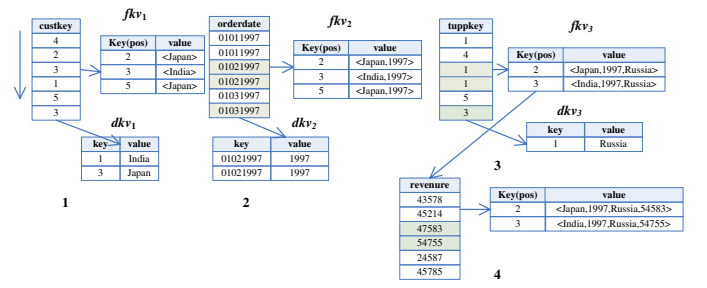 fkv1
custkey
4
2
3
1
5
3
Key(pos) value
2 <Japan>
3 <India>
5 <Japan>
dkv1
key value
1 India
3 Japan
1
fkv2
orderdate
01011997
01011997
01021997
01021997
01031997
01031997
Key(pos) value
2 <Japan,1997>
3 <India,1997>
5 <Japan,1997>
dkv2
key value
01021997 1997
01021997 1997
2
fkv3
tuppkey
1
4
1
1
5
3
Key(pos) value
2 <Japan,1997,Russia>
3 <India,1997,Russia>
dkv3
key value
1 Russia
3
revenure
43578
45214
47583
54755
24587
45785
Key(pos) value
2 <Japan,1997,Russia,54583>
3 <India,1997,Russia,54755>
4